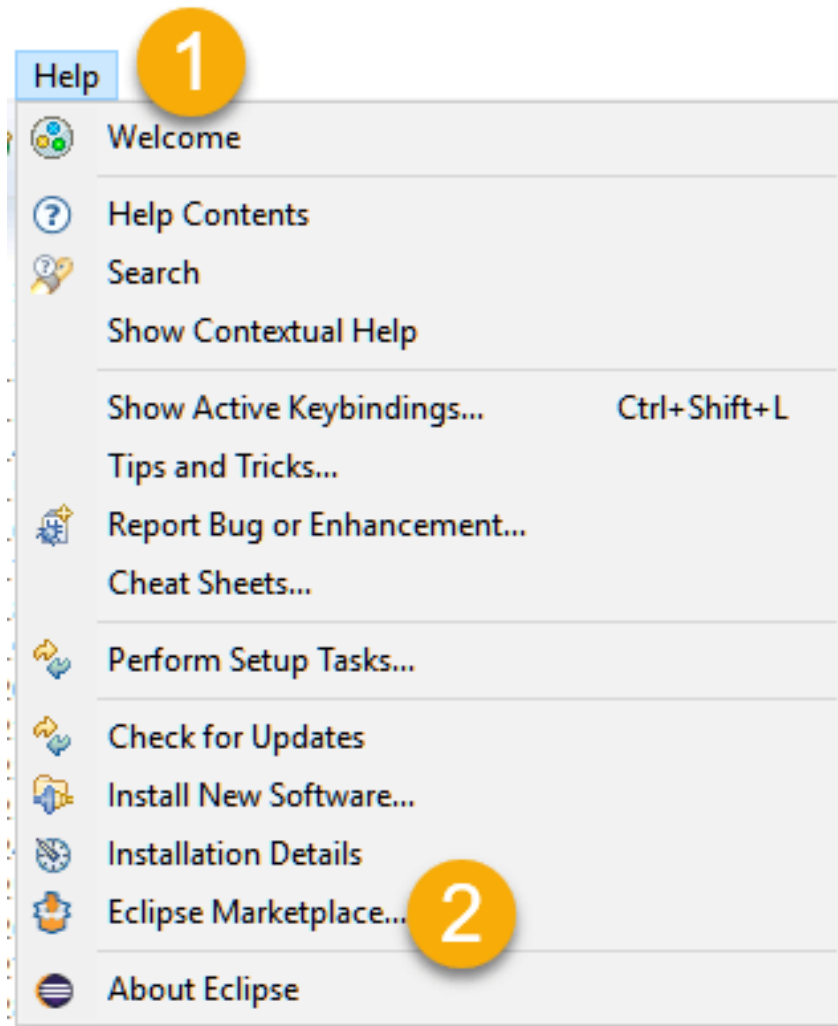 Help
1
Welcome
Help Contents
Search
Show Contextual Help
Show Active Keybindings... Ctrl+Shift+L
Tips and Tricks...
Report Bug or Enhancement...
Cheat Sheets...
Perform Setup Tasks...
Check for Updates
Install New Software...
Installation Details
Eclipse Marketplace...
2
About Eclipse